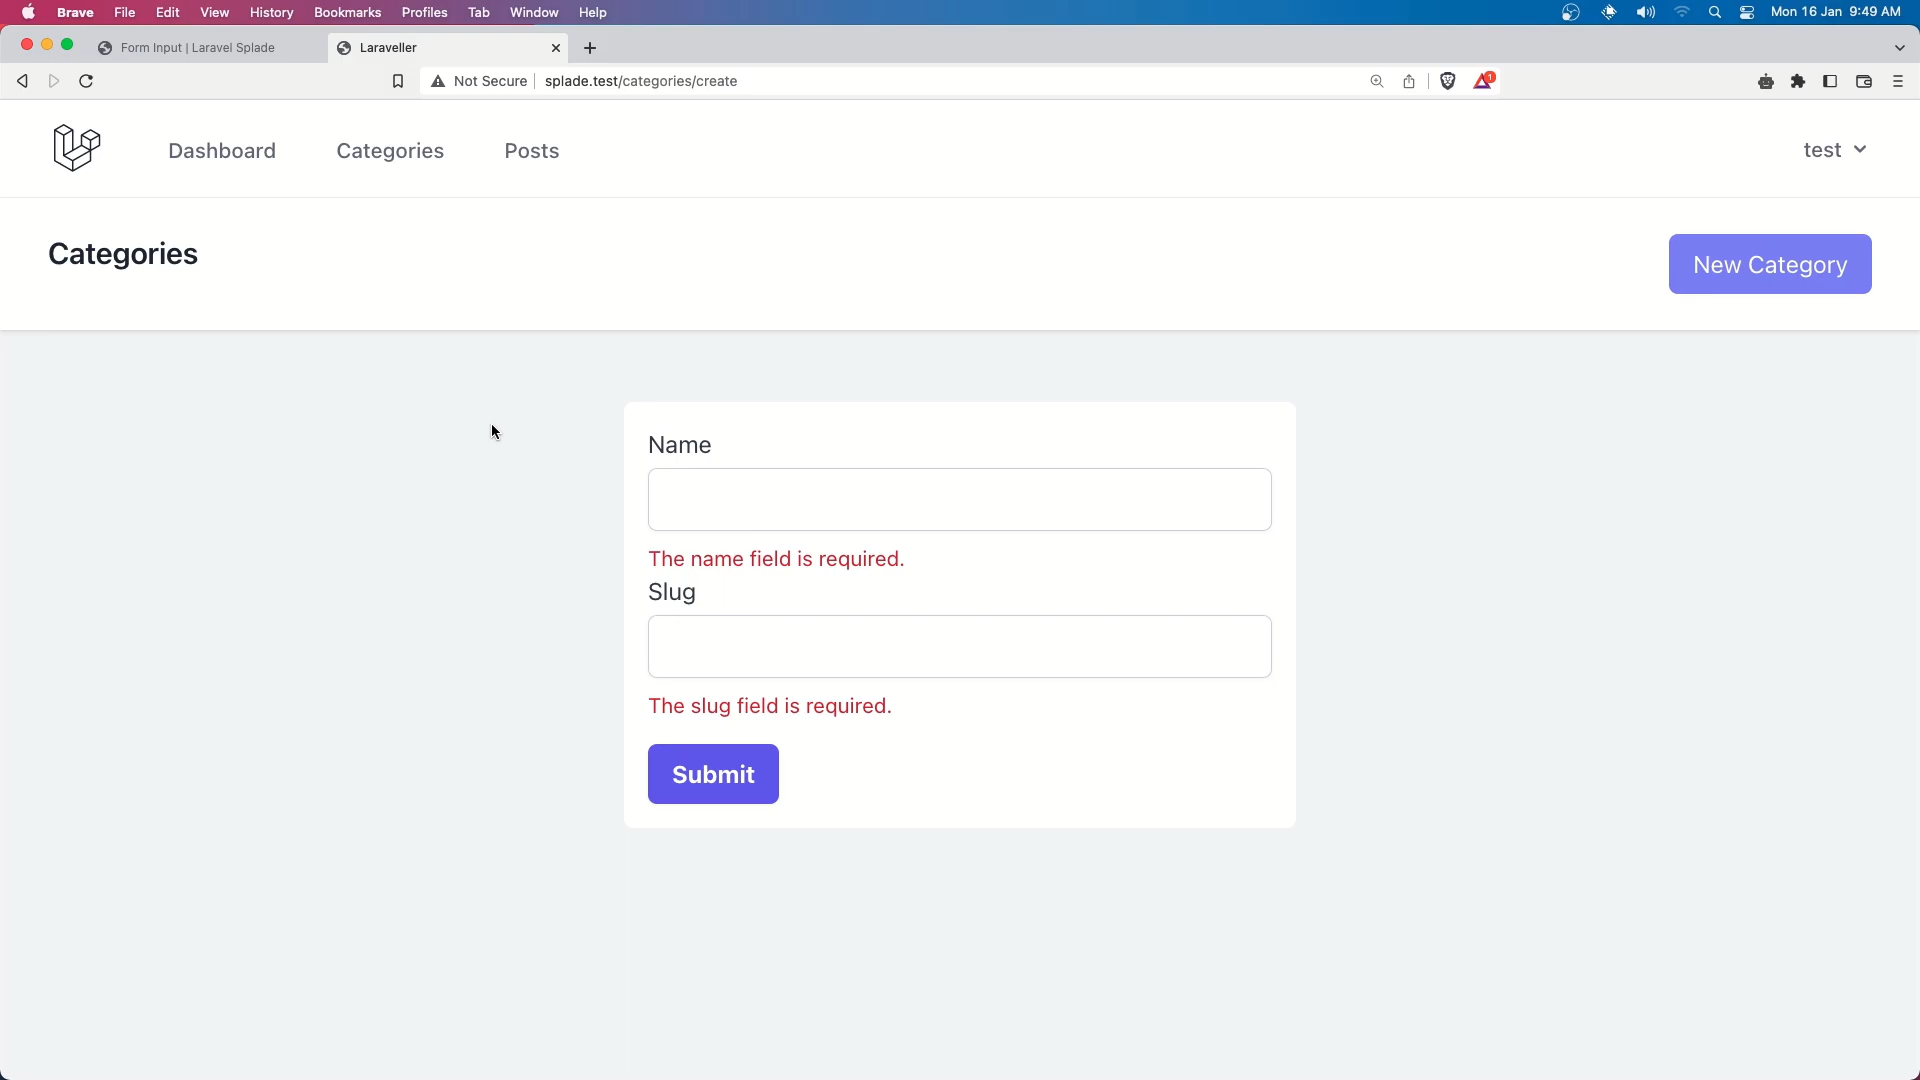 Brave File Edit View History Bookmarks Profiles Tab Window Help Mon 16 Jan 9:49 AM
Form Input | Laravel Splade Laraveller
Not Secure splade.test/categories/create 1
Dashboard Categories Posts test
Categories New Category
Name
The name field is required.
Slug
The slug field is required.
Submit